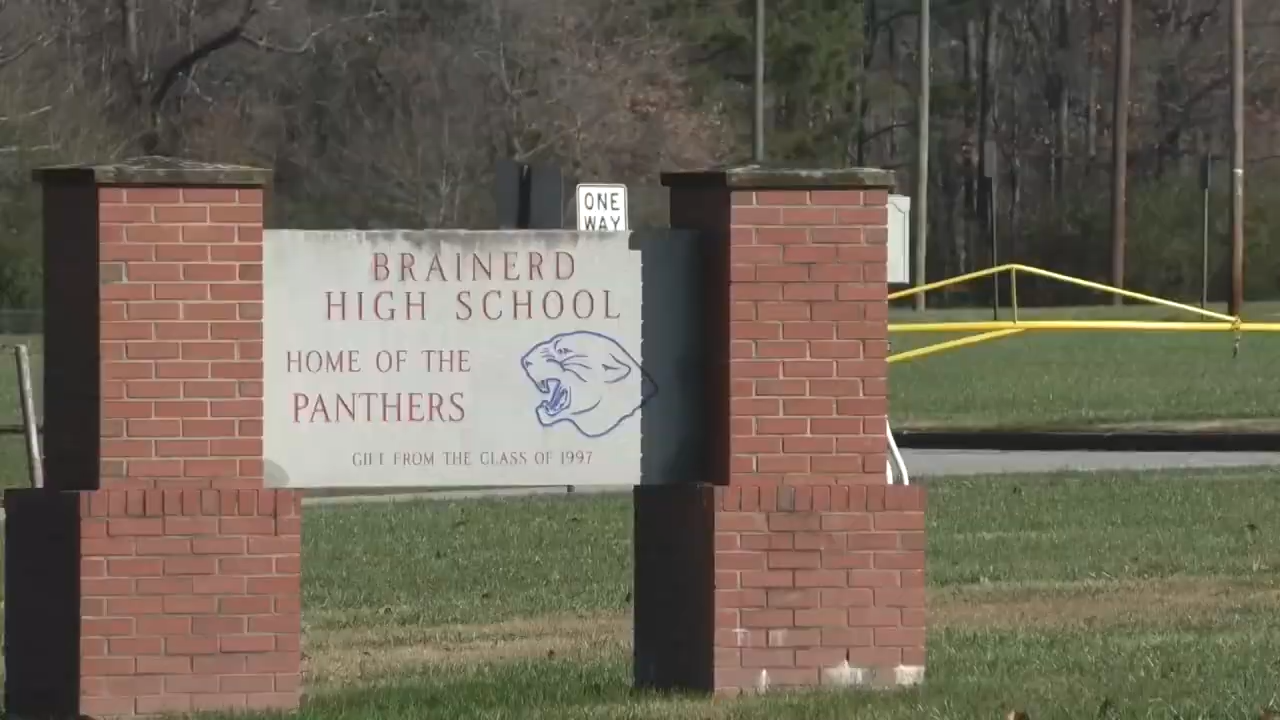 ONE
WAY
BRAINERD
HIGH SCHOOL
HOME OF THE
PANTHERS
GIFT FROM THE CLASS OF 1997